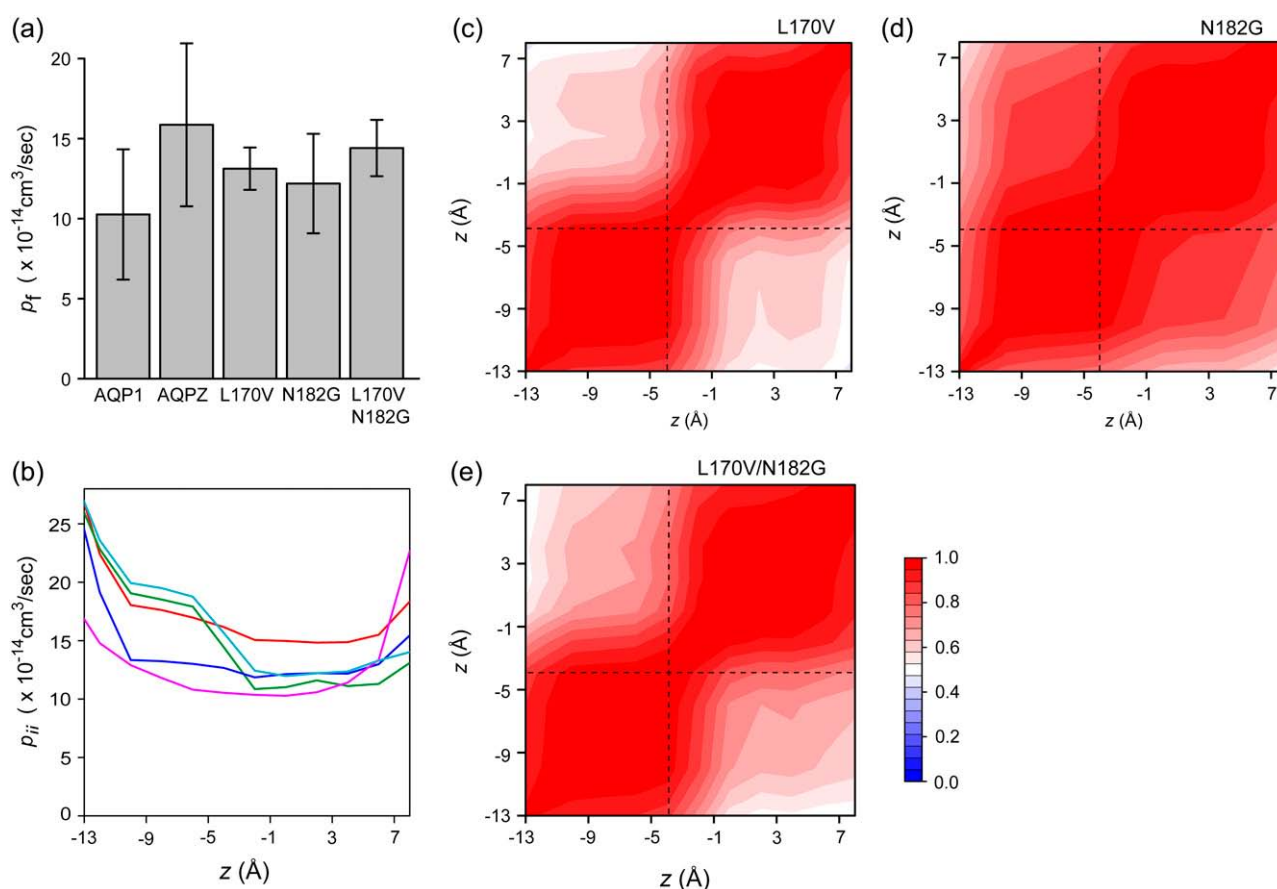 (a)
20
15
10
5
0
p_f ( x 10⁻¹⁴cm³/sec)
AQP1 AQPZ L170V N182G L170V
N182G
(b)
25
20
15
10
5
0
p_ii ( x 10⁻¹⁴cm³/sec)
-13 -9 -5 -1 3 7
z (Å)
(c)
L170V
7
3
-1
-5
-9
-13
z (Å)
-13 -9 -5 -1 3 7
z (Å)
(d)
N182G
7
3
-1
-5
-9
-13
z (Å)
-13 -9 -5 -1 3 7
z (Å)
(e)
L170V/N182G
7
3
-1
-5
-9
-13
z (Å)
-13 -9 -5 -1 3 7
z (Å)
1.0
0.8
0.6
0.4
0.2
0.0